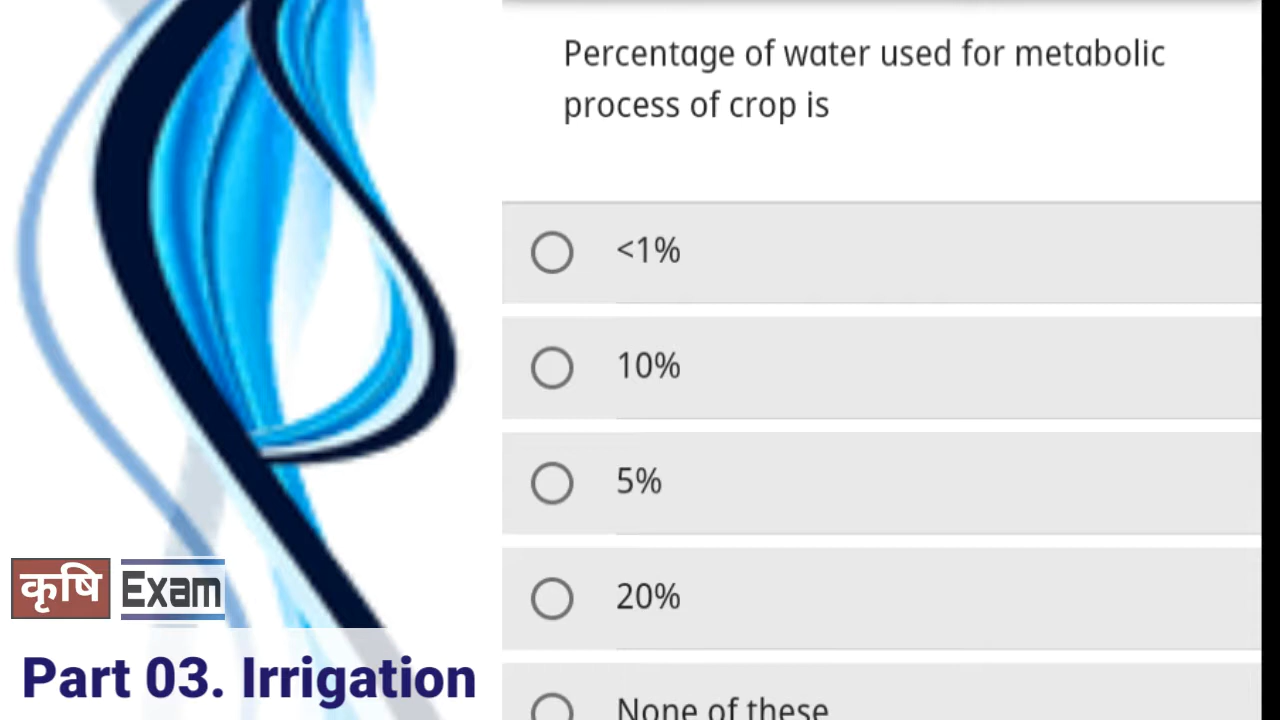 Percentage of water used for metabolic
process of crop is
<1%
10%
5%
20%
None of these
कृषि Exam
Part 03. Irrigation